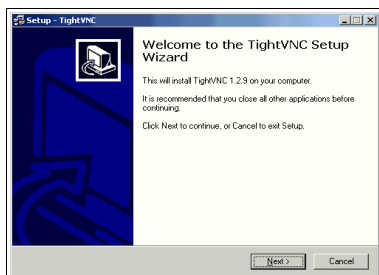 Setup - TightVNC
Welcome to the TightVNC Setup
Wizard
This will install TightVNC 1.2.9 on your computer.
It is recommended that you close all other applications before
continuing.
Click Next to continue, or Cancel to exit Setup.
Next >
Cancel